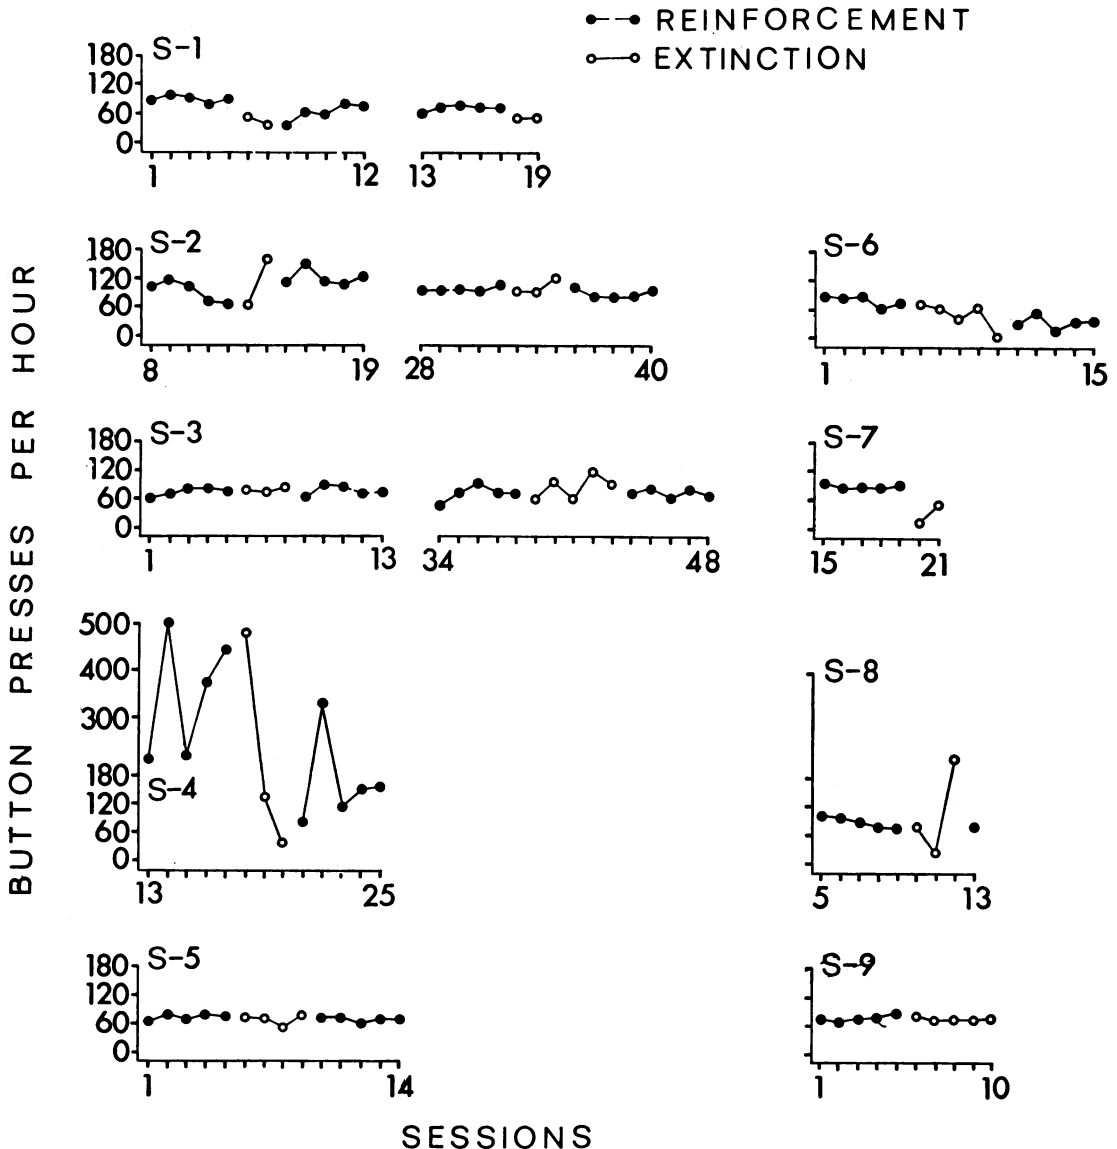 REINFORCEMENT
EXTINCTION
BUTTON PRESSES PER HOUR
S-1
180
120
60
0
1 12 13 19
S-2
180
120
60
0
8 19 28 40
S-6
1 15
S-3
180
120
60
0
1 13 34 48
S-7
15 21
500
400
300
180
120
60
0
S-4
13 25
S-8
5 13
S-5
180
120
60
0
1 14
S-9
1 10
SESSIONS